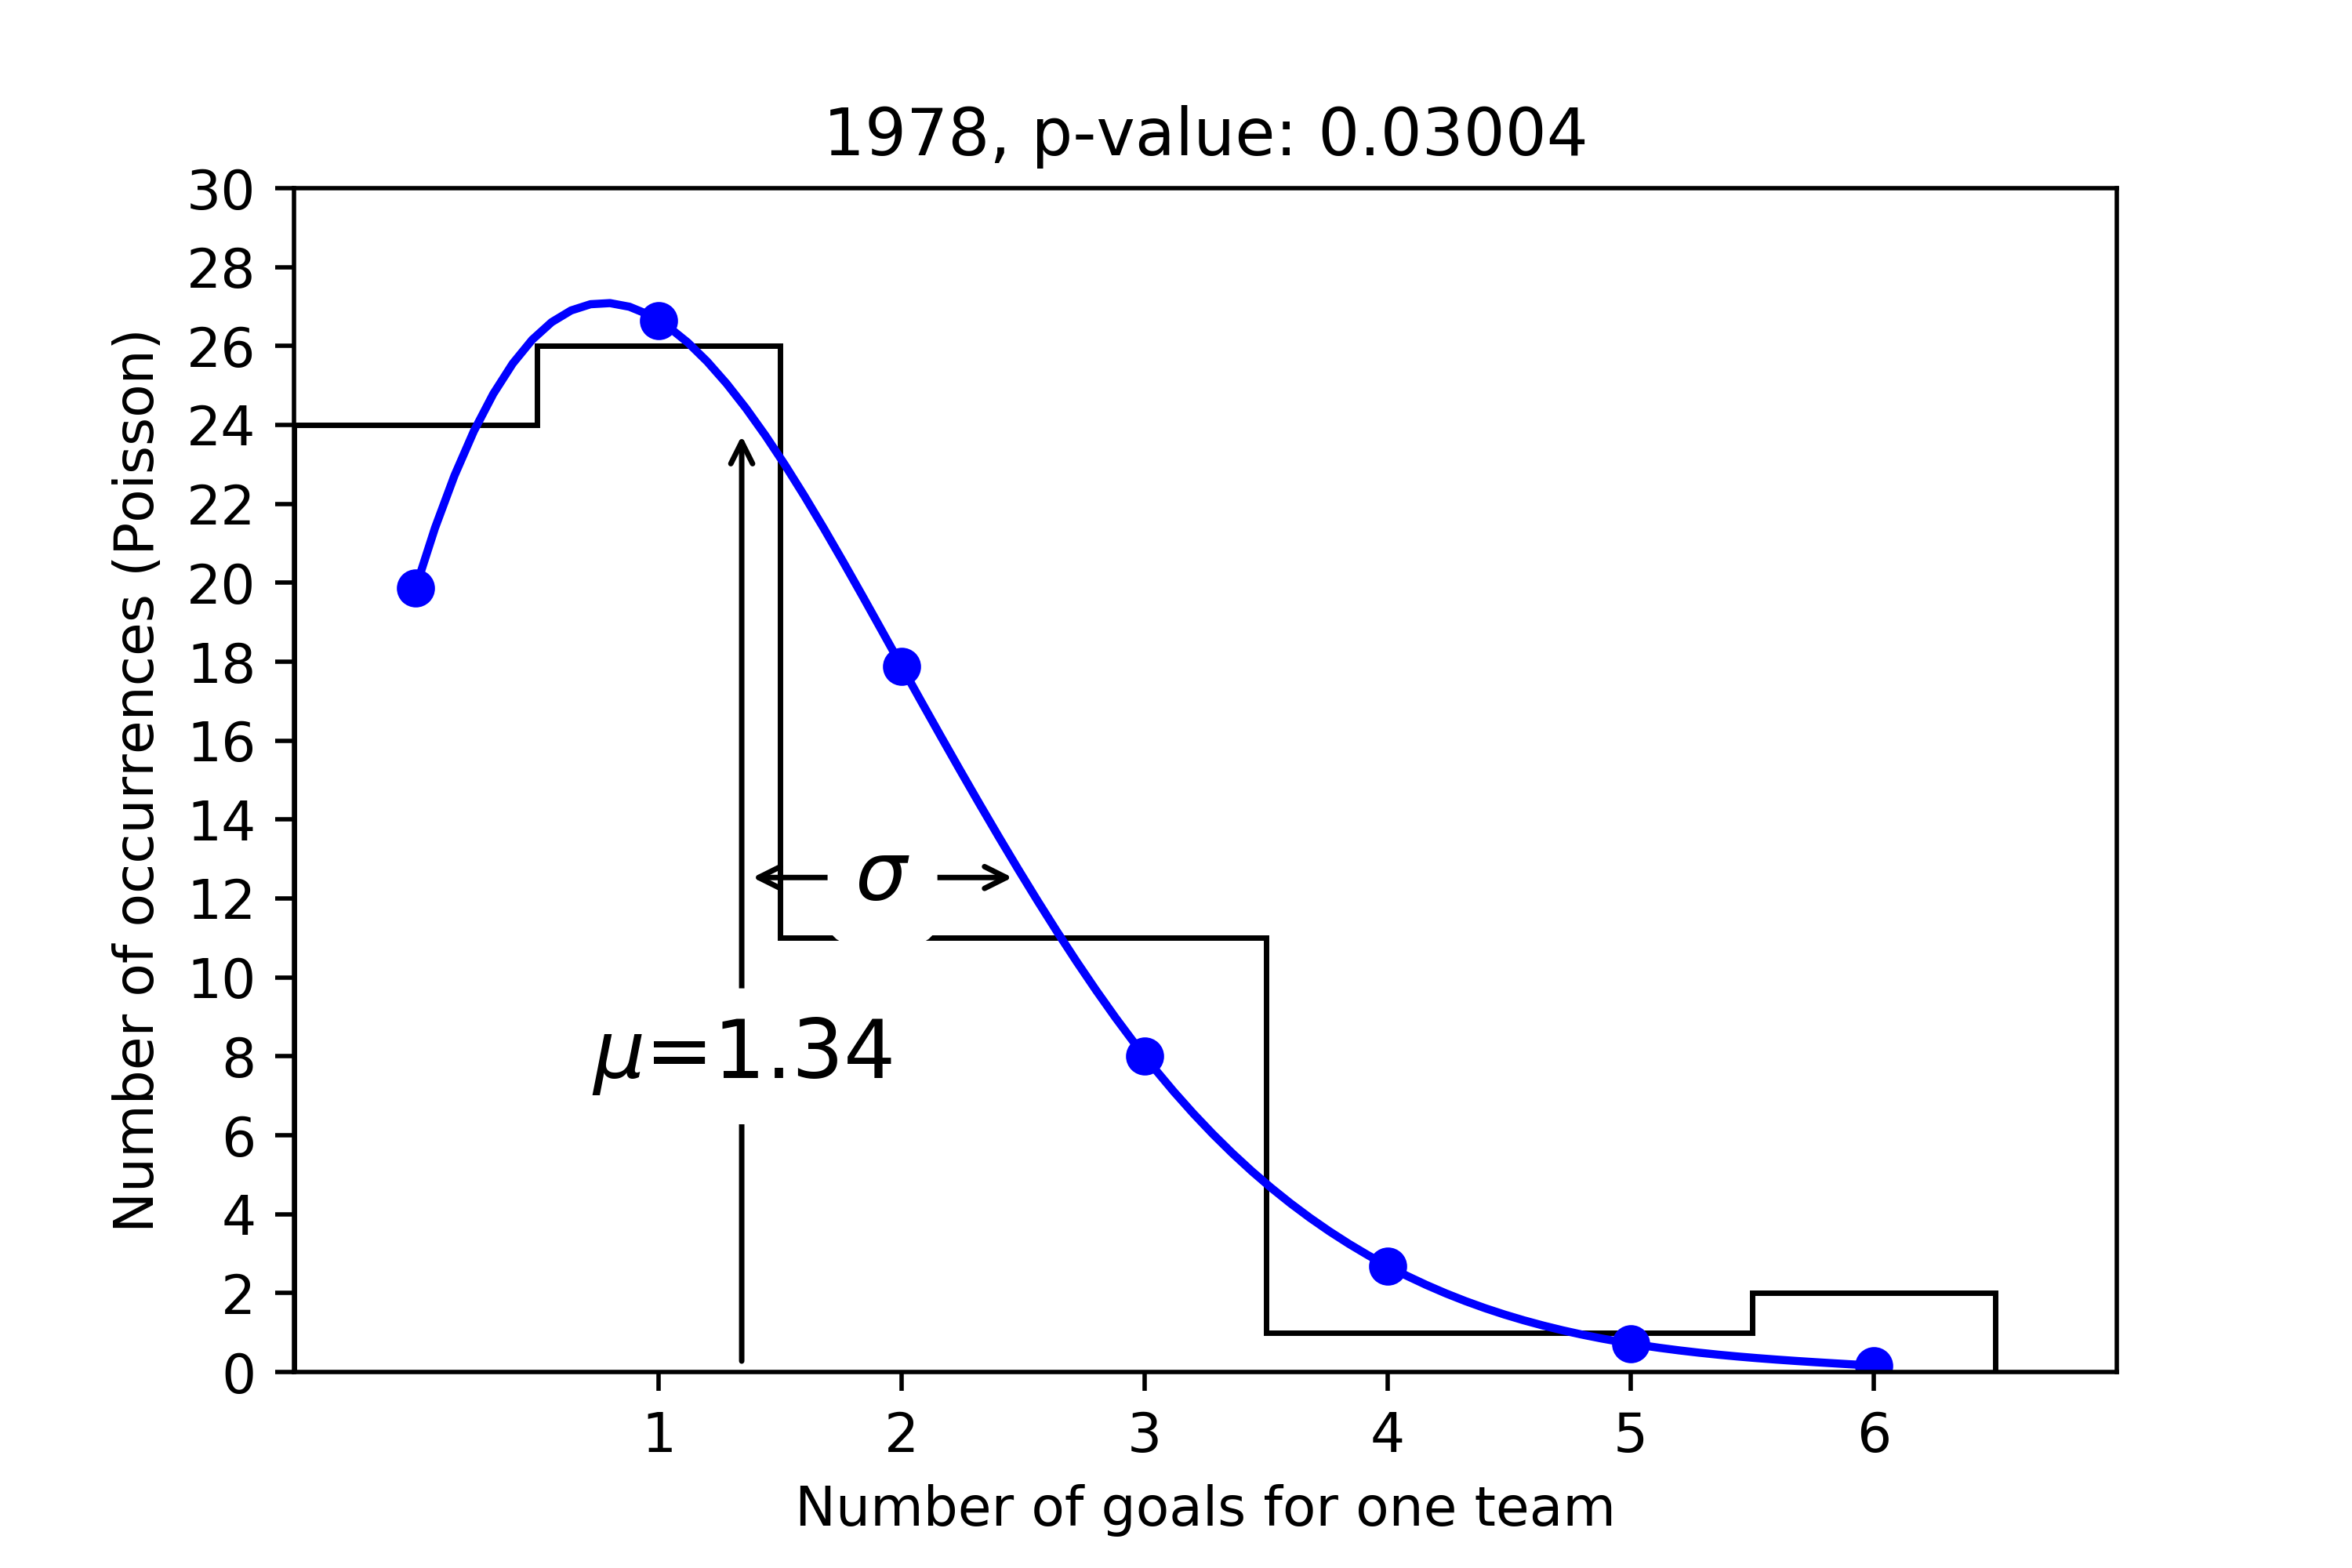 1978, p-value: 0.03004
Number of occurrences (Poisson)
30
28
26
24
22
20
18
16
14
12
10
8
6
4
2
0
σ
μ=1.34
1 2 3 4 5 6
Number of goals for one team